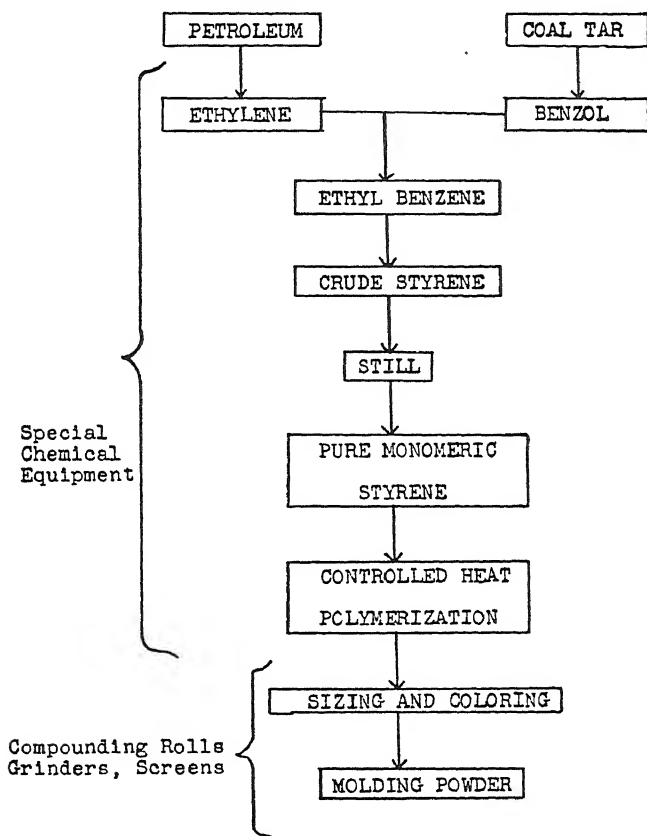 PETROLEUM
COAL TAR
ETHYLENE
BENZOL
ETHYL BENZENE
CRUDE STYRENE
STILL
Special
Chemical
Equipment
PURE MONOMERIC
STYRENE
CONTROLLED HEAT
POLYMERIZATION
SIZING AND COLORING
Compounding Rolls
Grinders, Screens
MOLDING POWDER